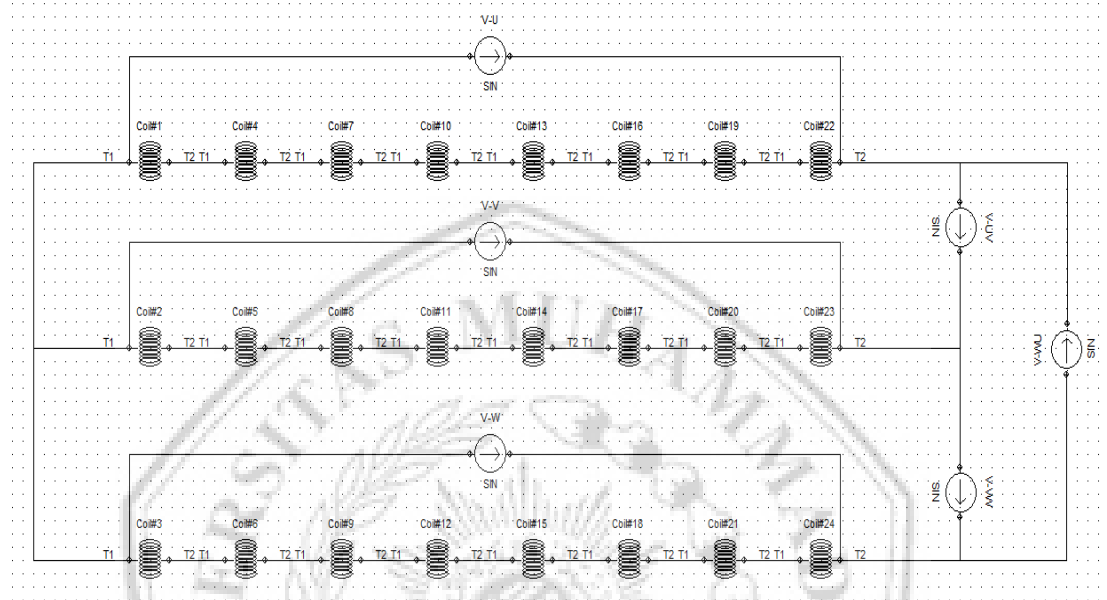 V-U
SIN
Coil#1 Coil#4 Coil#7 Coil#10 Coil#13 Coil#16 Coil#19 Coil#22
T1 T2 T1 T2 T1 T2 T1 T2 T1 T2 T1 T2 T1 T2 T1 T2
V-UV
SIN
V-V
SIN
Coil#2 Coil#5 Coil#8 Coil#11 Coil#14 Coil#17 Coil#20 Coil#23
T1 T2 T1 T2 T1 T2 T1 T2 T1 T2 T1 T2 T1 T2 T1 T2
V-WU
SIN
V-W
SIN
V-VW
SIN
Coil#3 Coil#6 Coil#9 Coil#12 Coil#15 Coil#18 Coil#21 Coil#24
T1 T2 T1 T2 T1 T2 T1 T2 T1 T2 T1 T2 T1 T2 T1 T2
ERSITAS MUHAMMA